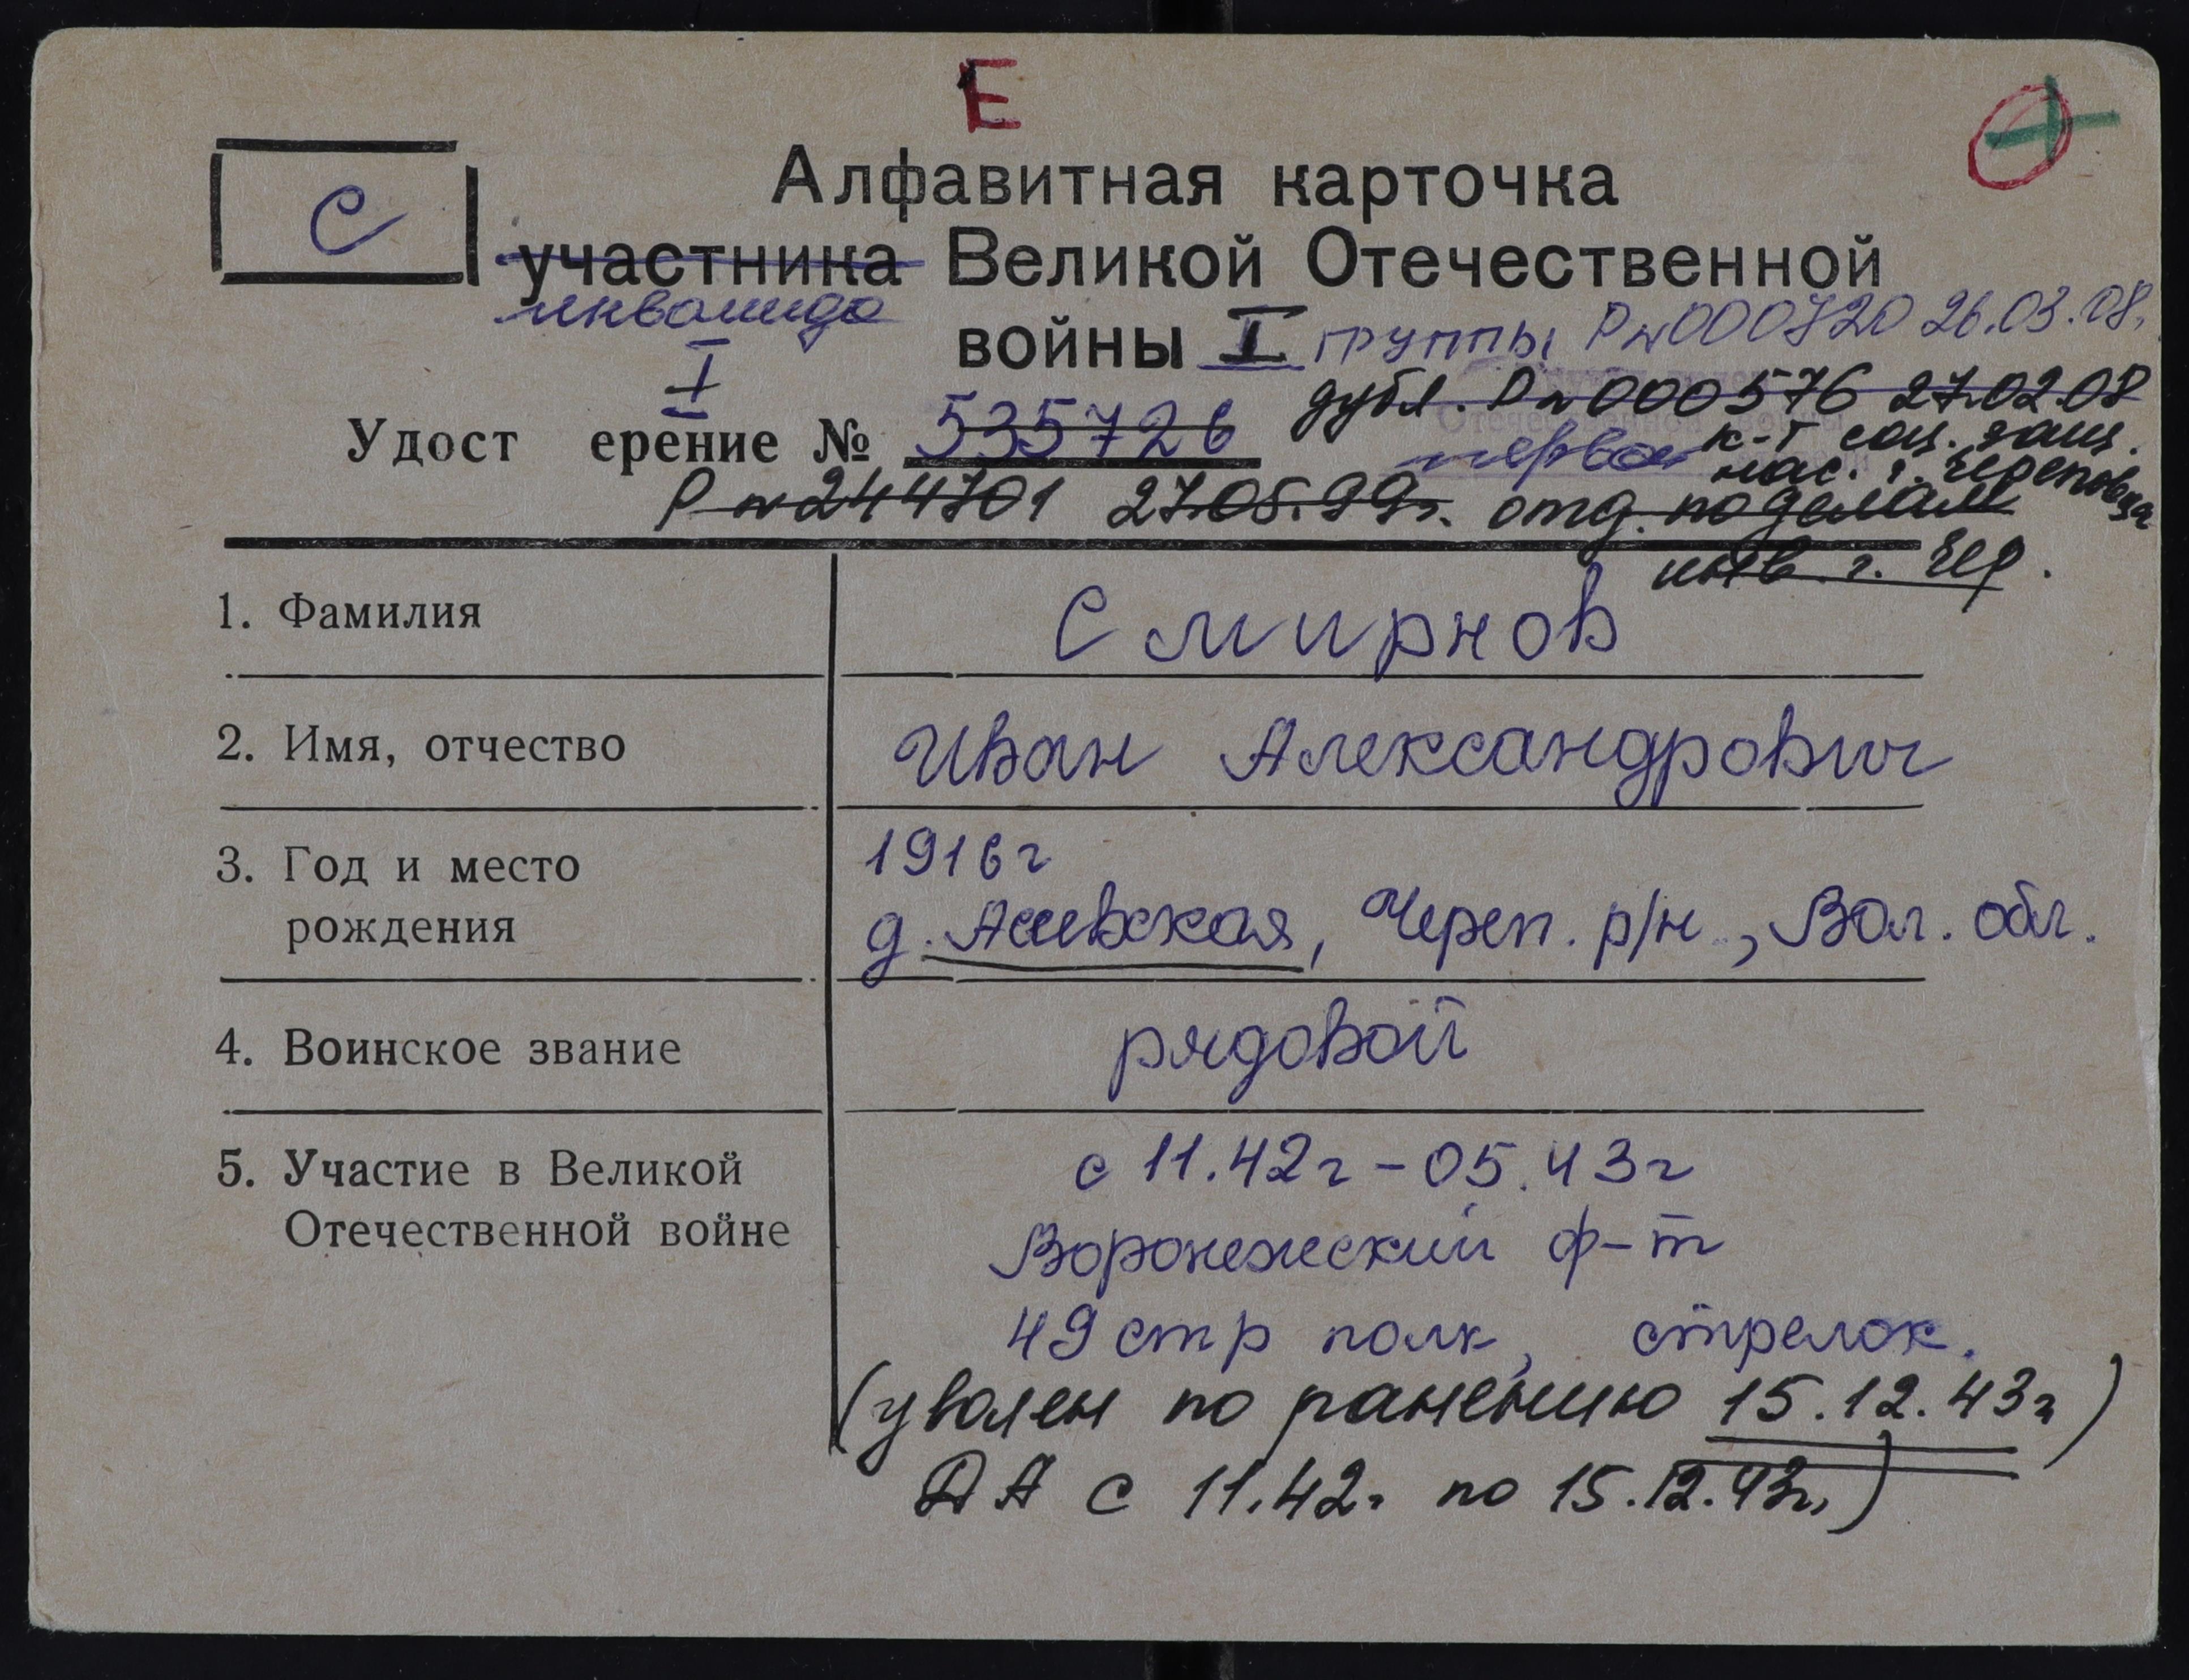 Е
Алфавитная карточка
С
участника Великой Отечественной
инвалида
войны I группы Р№000720 26.03.08.
I
дубл. Р№000576 27.02.08
Удост ерение № 535726
первая
к-т соц. защ.
нас. г. Череповца
Р №244701 27.05.99г. отд. по делам
инв. г. Чер.
1. Фамилия
Смирнов
2. Имя, отчество
Иван Александрович
3. Год и место
рождения
1916г
д. , Череп. р/н., Вол. обл.
4. Воинское звание
рядовой
5. Участие в Великой
Отечественной войне
с 11.42г – 05.43г
Воронежский ф-т
49 стр полк, стрелок.
(уволен по ранению 15.12.43г)
ДА с 11.42г по 15.12.43г.)